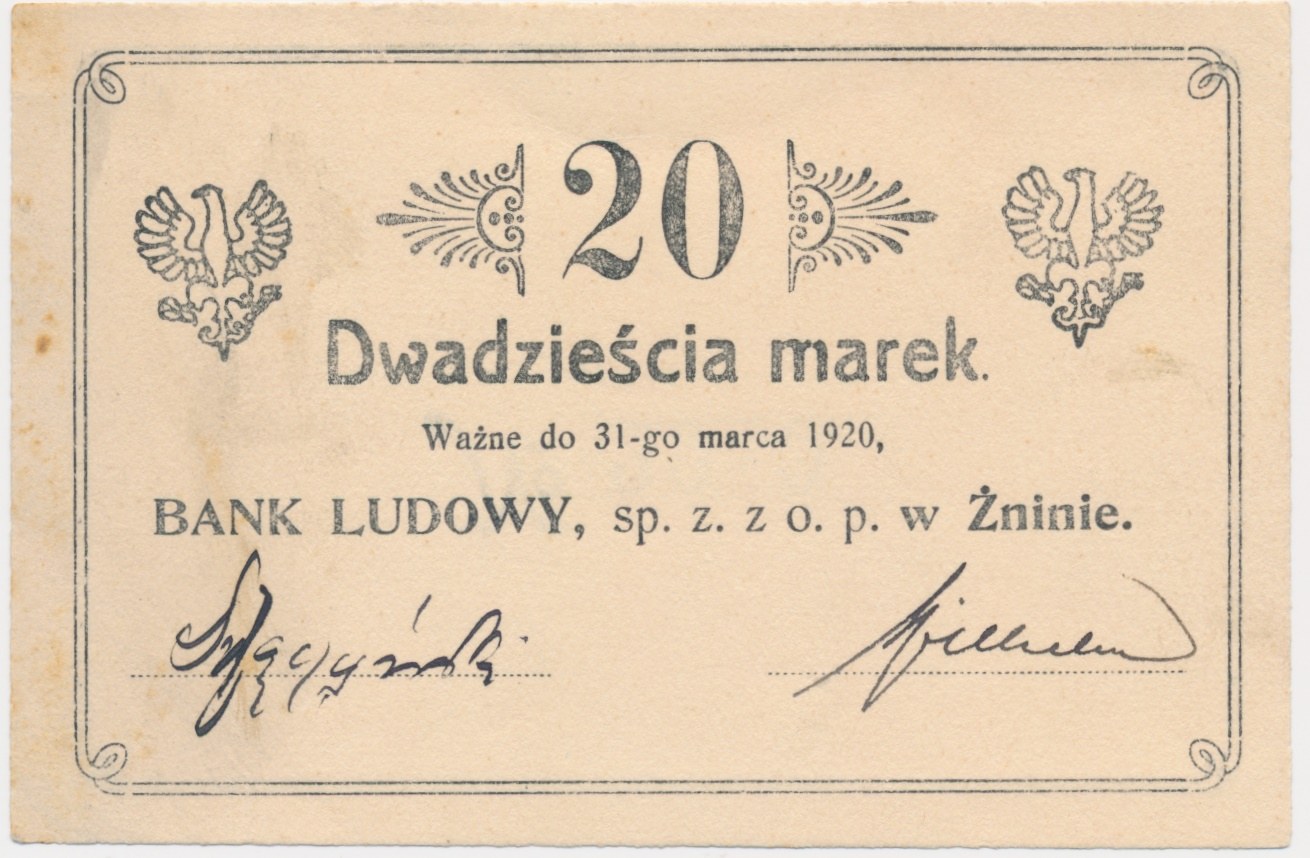 20
Dwadzieścia marek.
Ważne do 31-go marca 1920,
BANK LUDOWY, sp. z. z o. p. w Żninie.